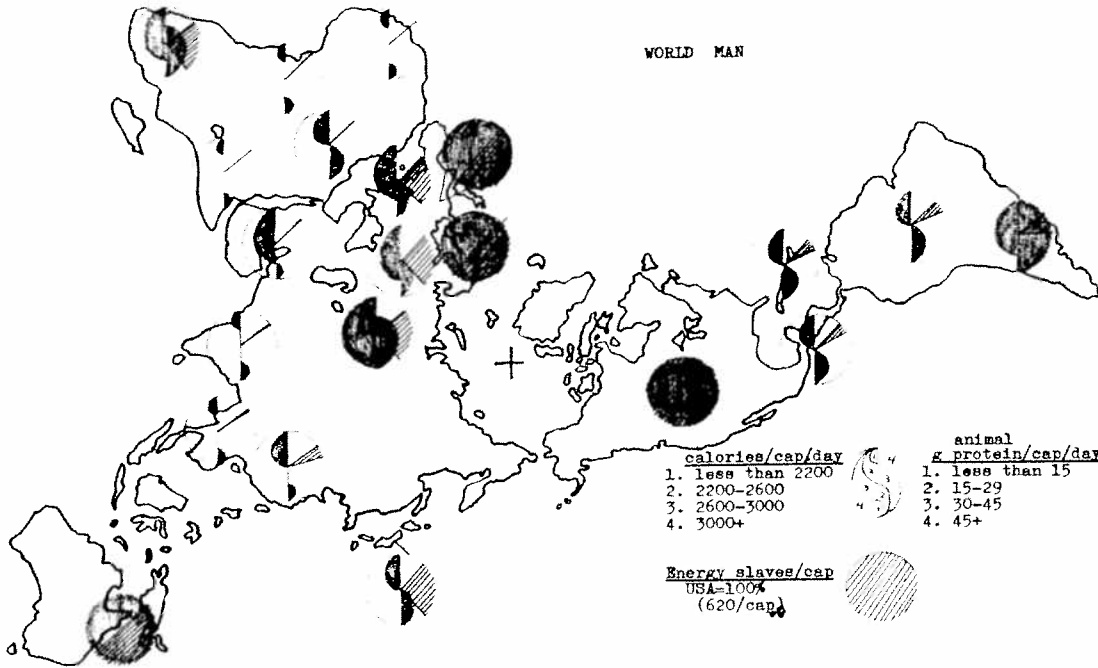 WORLD MAN
calories/cap/day
1. less than 2200
2. 2200-2600
3. 2600-3000
4. 3000+
4
4
animal
g protein/cap/day
1. less than 15
2. 15-29
3. 30-45
4. 45+
Energy slaves/cap
USA=100%
(620/cap)